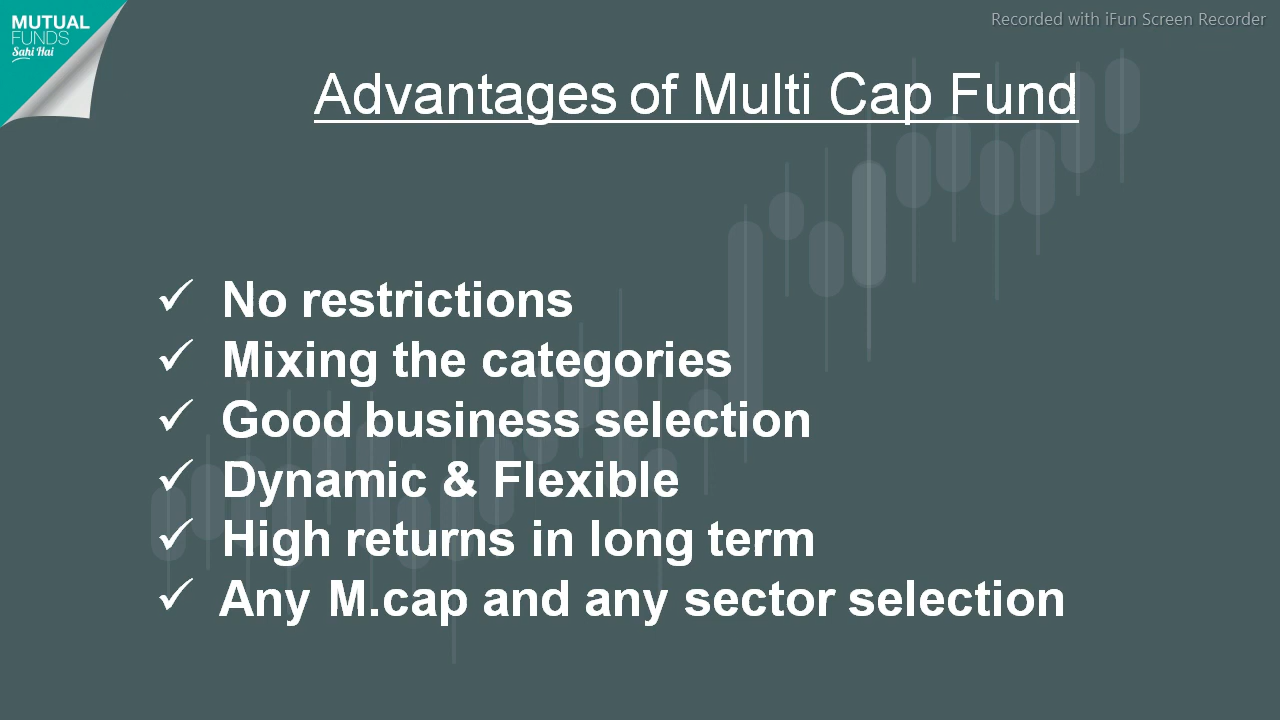 MUTUAL
FUNDS
Sahi Hai
Recorded with iFun Screen Recorder
Advantages of Multi Cap Fund
✓ No restrictions
✓ Mixing the categories
✓ Good business selection
✓ Dynamic & Flexible
✓ High returns in long term
✓ Any M.cap and any sector selection